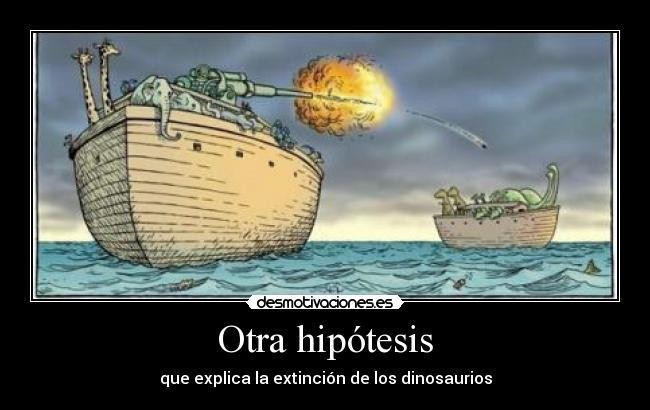 desmotivaciones.es
Otra hipótesis
que explica la extinción de los dinosaurios